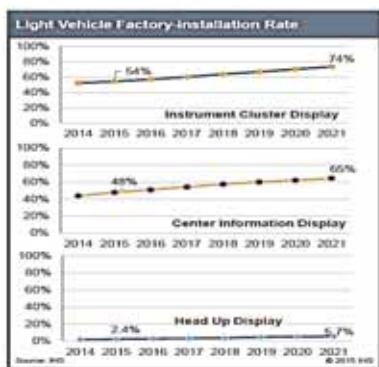 Light Vehicle Factory-Installation Rate
100%
80%
60%
40%
20%
0%
54%
74%
Instrument Cluster Display
2014 2015 2016 2017 2018 2019 2020 2021
100%
80%
60%
40%
20%
0%
48%
65%
Center Information Display
2014 2015 2016 2017 2018 2019 2020 2021
100%
80%
60%
40%
20%
0%
2.4%
Head Up Display
5.7%
2014 2015 2016 2017 2018 2019 2020 2021
Source: IHS
© 2015 IHS